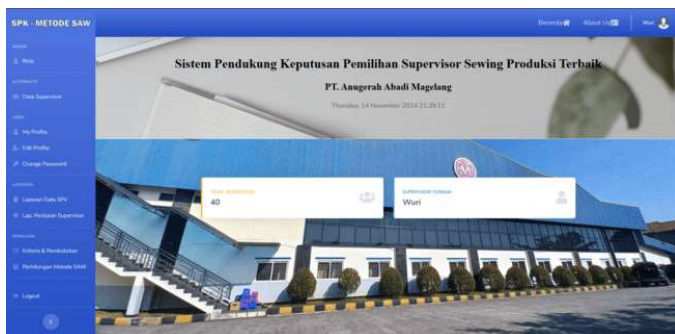 SPK - METODE SAW
Beranda
About Us
Wuri
Role
Data Supervisor
My Profile
Edit Profile
Change Password
Laporan Data SPV
Lap. Penilaian Supervisor
Kriteria & Pembobotan
Perhitungan Metode SAW
Logout
Sistem Pendukung Keputusan Pemilihan Supervisor Sewing Produksi Terbaik
PT. Anugerah Abadi Magelang
Thursday, 14 November 2024 21:39:11
TOTAL SUPERVISOR
40
SUPERVISOR TERBAIK
Wuri